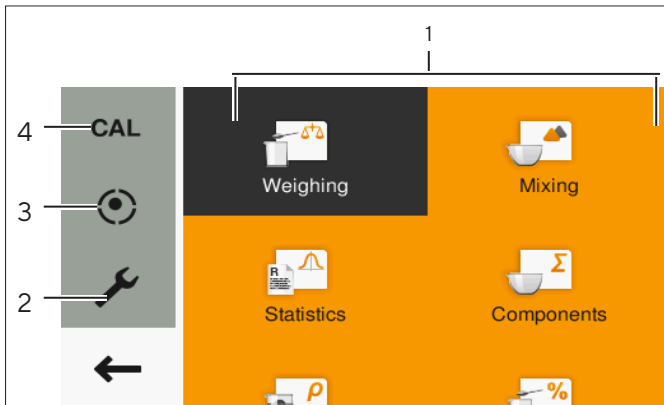 1
4
CAL
Weighing
Mixing
3
2
R
Σ
Statistics
Components
ρ
%